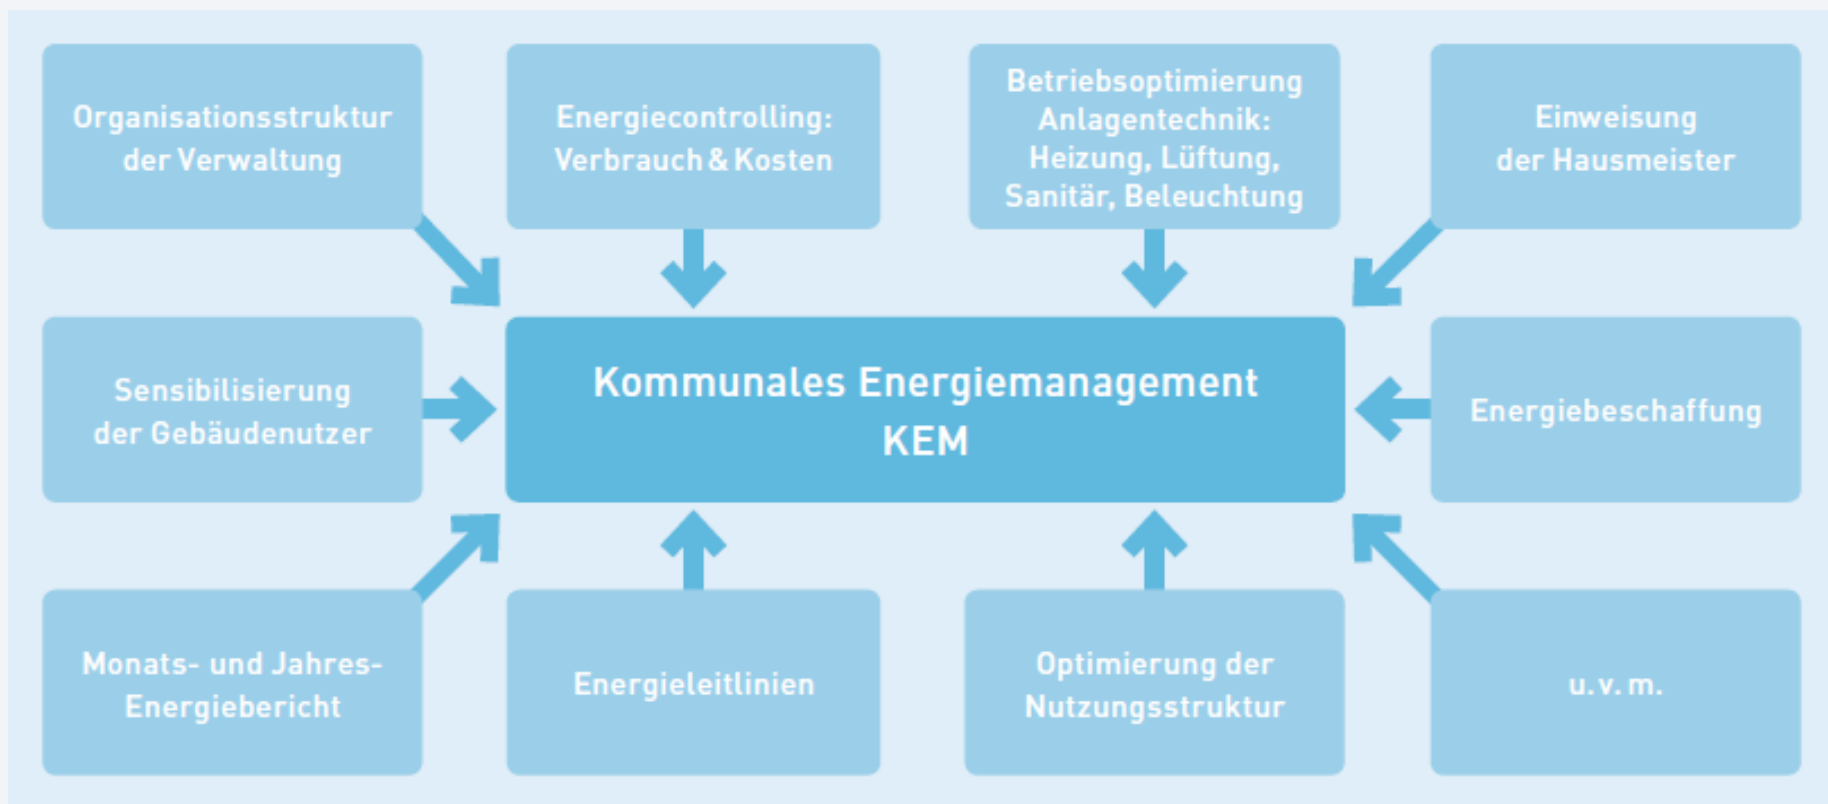 Organisationsstruktur
der Verwaltung
Energiecontrolling:
Verbrauch & Kosten
Betriebsoptimierung
Anlagentechnik:
Heizung, Lüftung,
Sanitär, Beleuchtung
Einweisung
der Hausmeister
Sensibilisierung
der Gebäudenutzer
Kommunales Energiemanagement
KEM
Energiebeschaffung
Monats- und Jahres-
Energiebericht
Energieleitlinien
Optimierung der
Nutzungsstruktur
u. v. m.